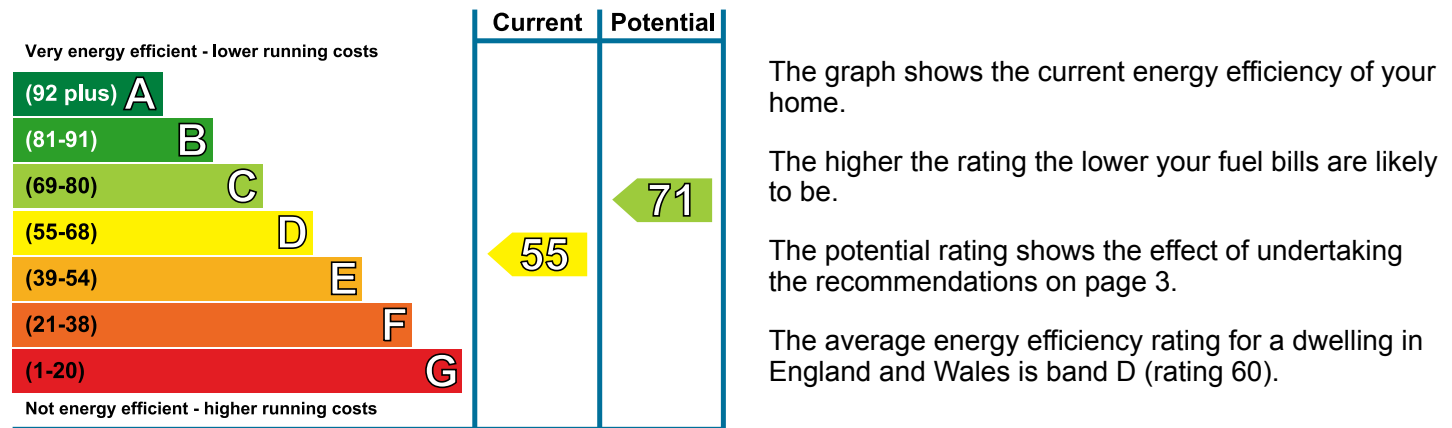 Current Potential
Very energy efficient - lower running costs
(92 plus) A
(81-91) B
(69-80) C
(55-68) D
(39-54) E
(21-38) F
(1-20) G
Not energy efficient - higher running costs
55
71
The graph shows the current energy efficiency of your
home.
The higher the rating the lower your fuel bills are likely
to be.
The potential rating shows the effect of undertaking
the recommendations on page 3.
The average energy efficiency rating for a dwelling in
England and Wales is band D (rating 60).